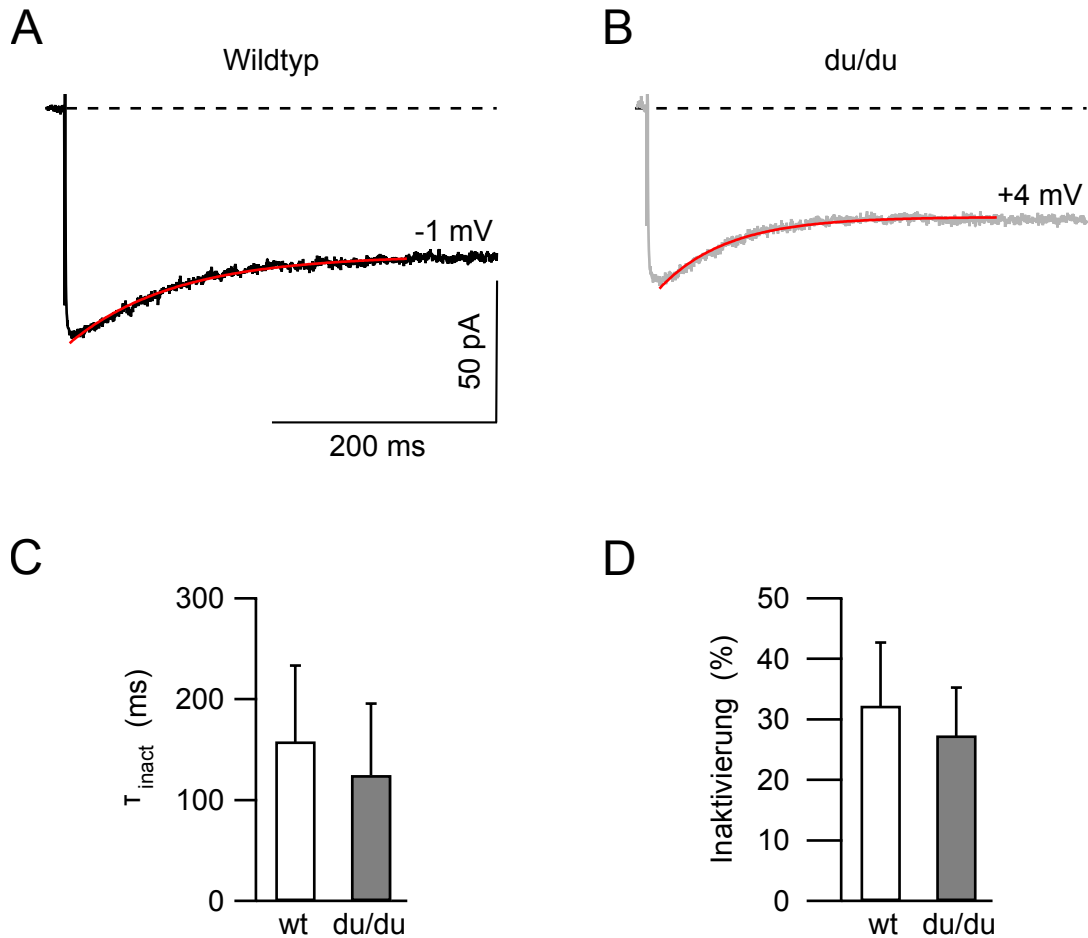 A
Wildtyp
-1 mV
50 pA
200 ms
B
du/du
+4 mV
C
300
200
100
0
τ inact (ms)
wt
du/du
D
50
40
30
20
10
0
Inaktivierung (%)
wt
du/du